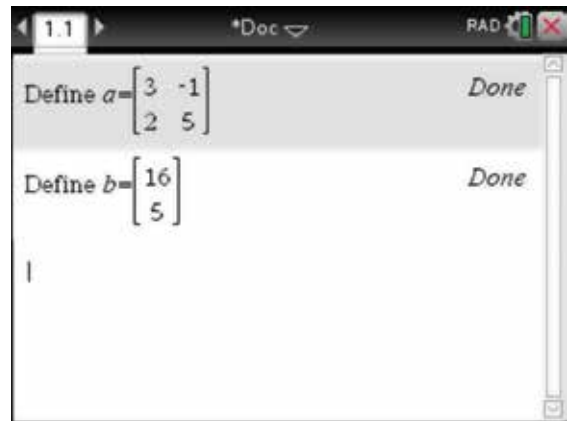 1.1 *Doc RAD
Define a=[3 -1 Done
2 5]
Define b=[16 Done
5]